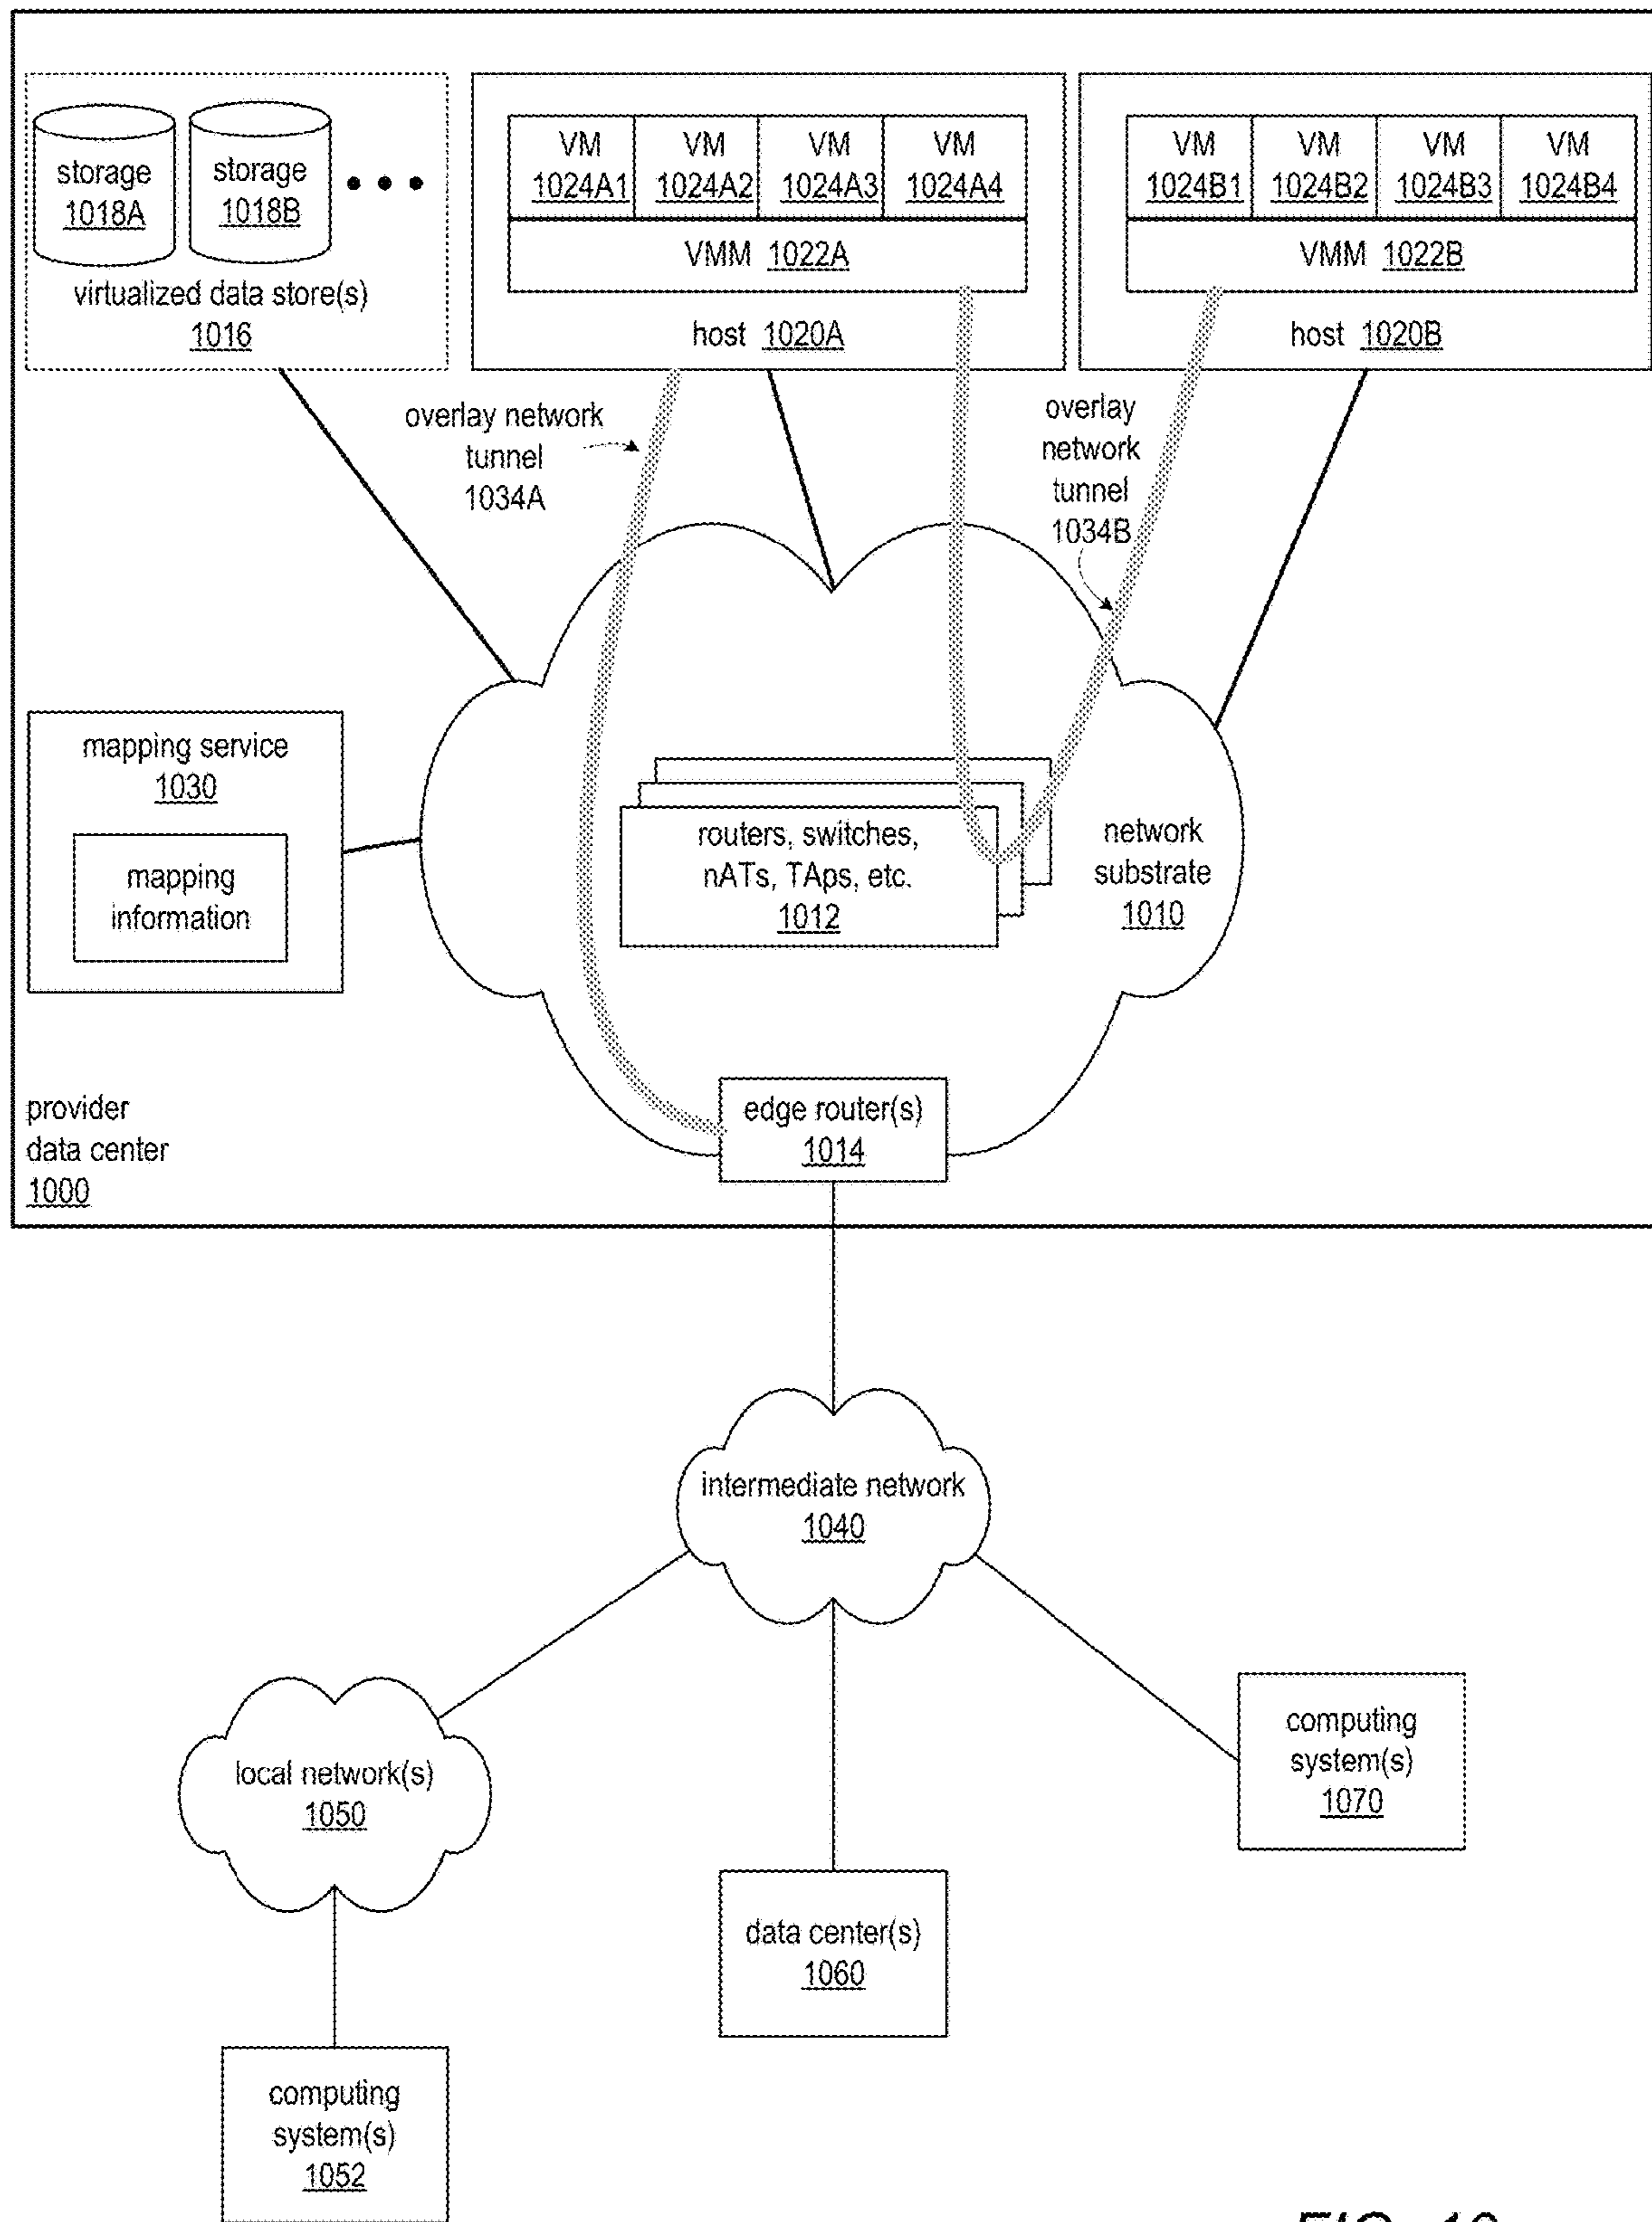 storage
1018A
storage
1018B
virtualized data store(s)
1016
VM
1024A1
VM
1024A2
VM
1024A3
VM
1024A4
VMM 1022A
host 1020A
VM
1024B1
VM
1024B2
VM
1024B3
VM
1024B4
VMM 1022B
host 1020B
overlay network
tunnel
1034A
overlay
network
tunnel
1034B
mapping service
1030
mapping
information
routers, switches,
nATs, TAps, etc.
1012
network
substrate
1010
edge router(s)
1014
provider
data center
1000
intermediate network
1040
local network(s)
1050
computing
system(s)
1070
data center(s)
1060
computing
system(s)
1052